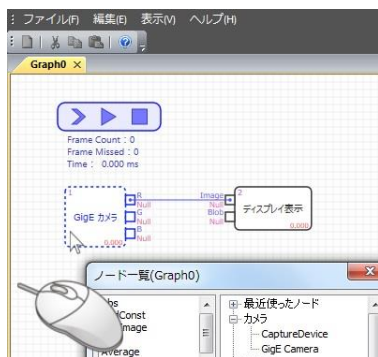 ファイル(F) 編集(E) 表示(V) ヘルプ(H)
Graph0 ×
Frame Count : 0
Frame Missed : 0
Time : 0.000 ms
1
GigE カメラ
R
Null
G
Null
B
Null
0.000
Image
Null
Blob
Null
2
ディスプレイ表示
0.000
ノード一覧(Graph0)
X
Average
最近使ったノード
カメラ
CaptureDevice
GigE Camera